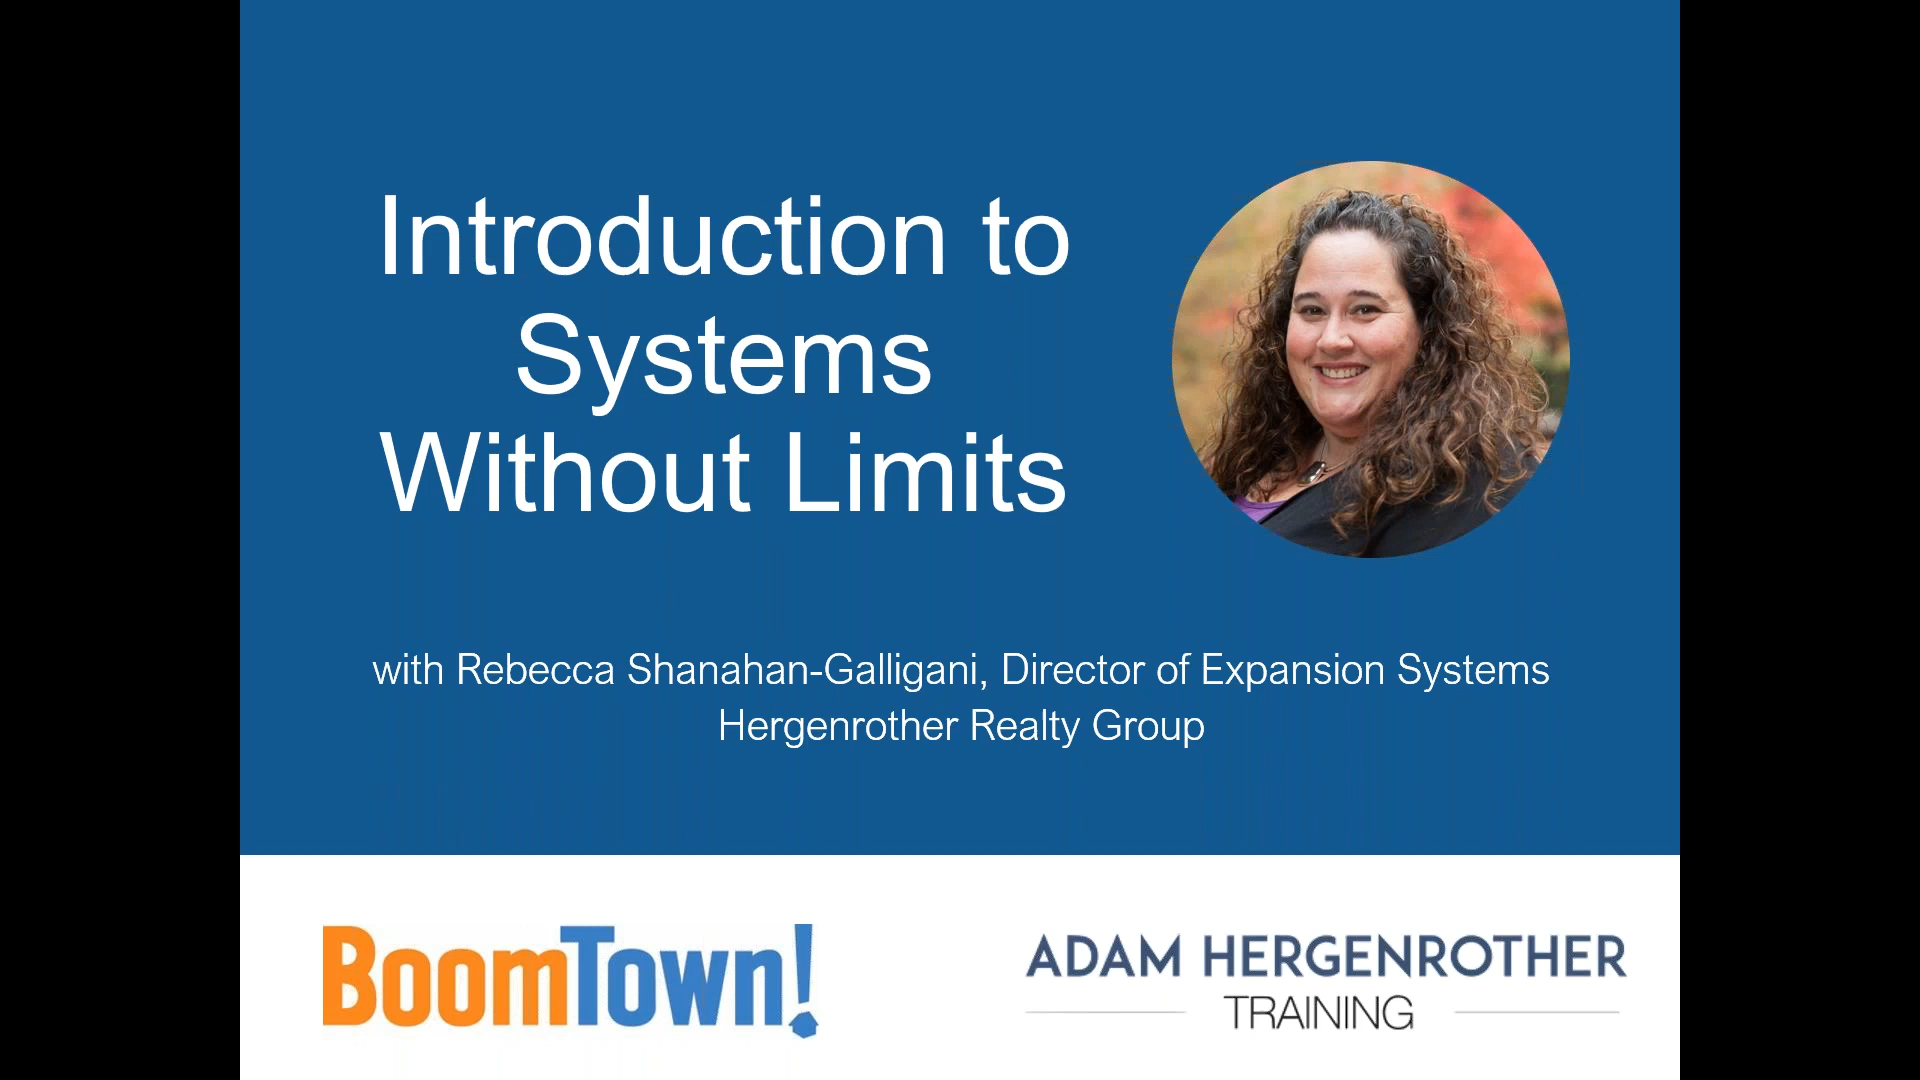 Introduction to
Systems
Without Limits
with Rebecca Shanahan-Galligani, Director of Expansion Systems
Hergenrother Realty Group
BoomTown!
ADAM HERGENROTHER
TRAINING